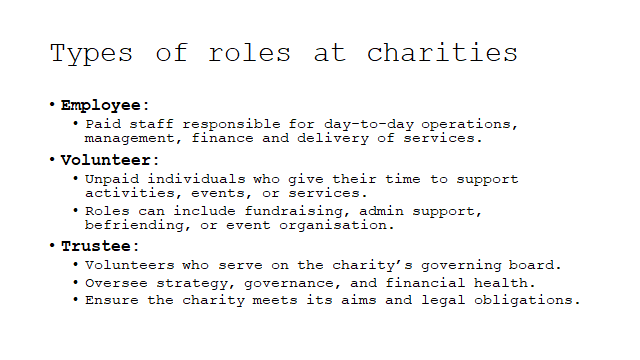 Types of roles at charities
• Employee:
• Paid staff responsible for day-to-day operations,
management, finance and delivery of services.
• Volunteer:
• Unpaid individuals who give their time to support
activities, events, or services.
• Roles can include fundraising, admin support,
befriending, or event organisation.
• Trustee:
• Volunteers who serve on the charity’s governing board.
• Oversee strategy, governance, and financial health.
• Ensure the charity meets its aims and legal obligations.